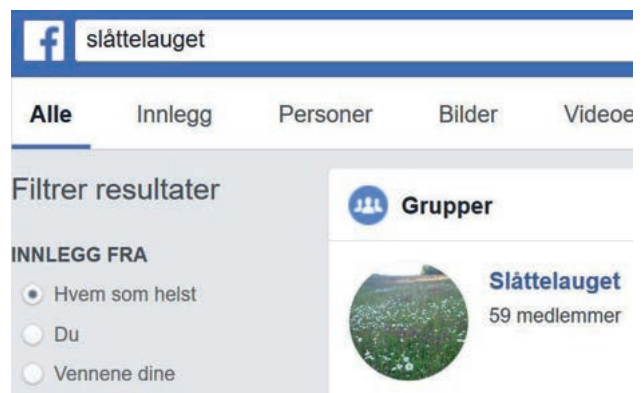 slåttelauget
Alle Innlegg Personer Bilder Videoe
Filtrer resultater
INNLEGG FRA
Hvem som helst
Du
Vennene dine
Grupper
Slåttelauget
59 medlemmer